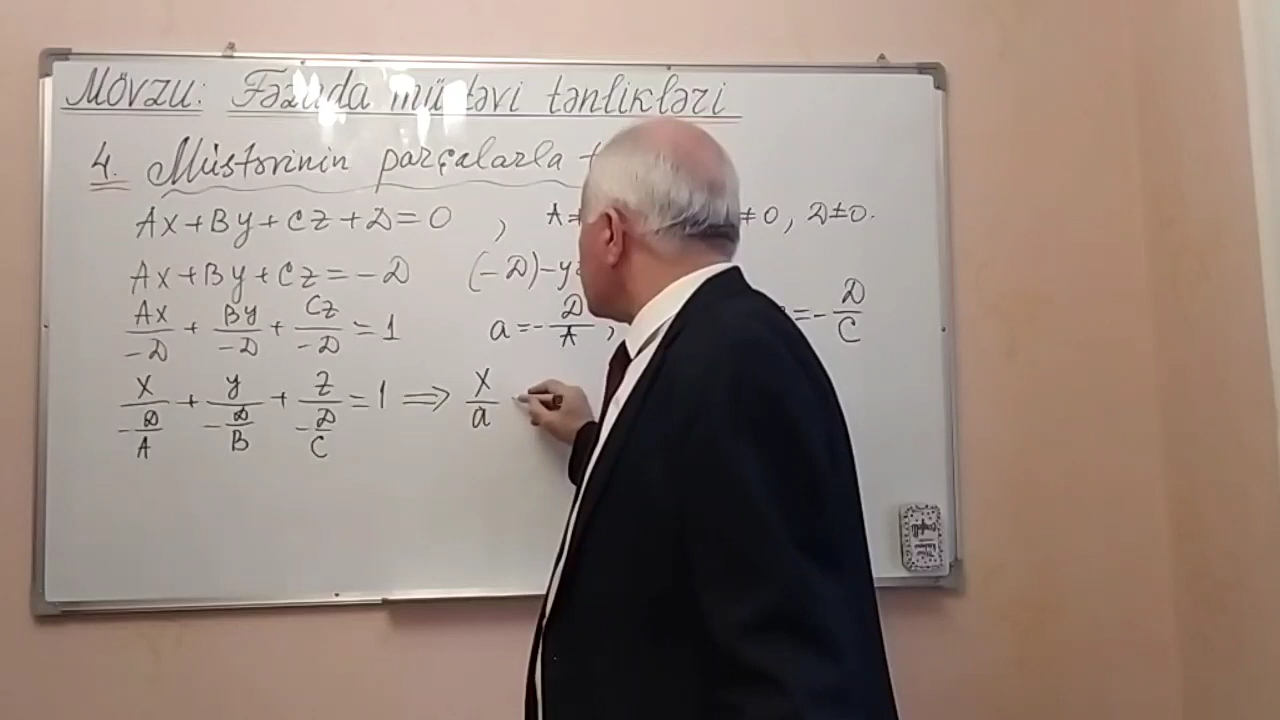 Mövzu: Fəzada müstəvi tənlikləri
4. Müstəvinin parçalarla t
Ax+By+Cz+D=0 , A≠ ≠0, D≠0.
Ax+By+Cz=-D (-D)-yə
Ax/-D + By/-D + Cz/-D =1 a=-D/A, =-D/C
x/-D/A + y/-D/B + z/-D/C =1 ⟹ x/a